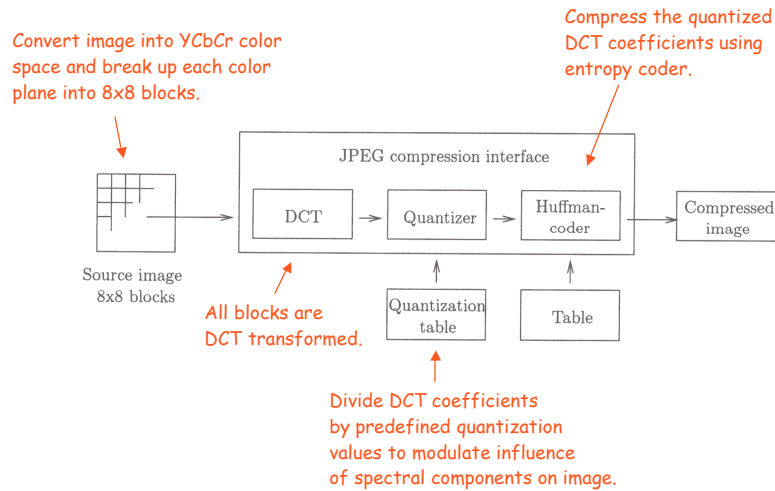 Convert image into YCbCr color
space and break up each color
plane into 8x8 blocks.
Compress the quantized
DCT coefficients using
entropy coder.
JPEG compression interface
DCT
Quantizer
Huffman-
coder
Compressed
image
Source image
8x8 blocks
All blocks are
DCT transformed.
Quantization
table
Table
Divide DCT coefficients
by predefined quantization
values to modulate influence
of spectral components on image.